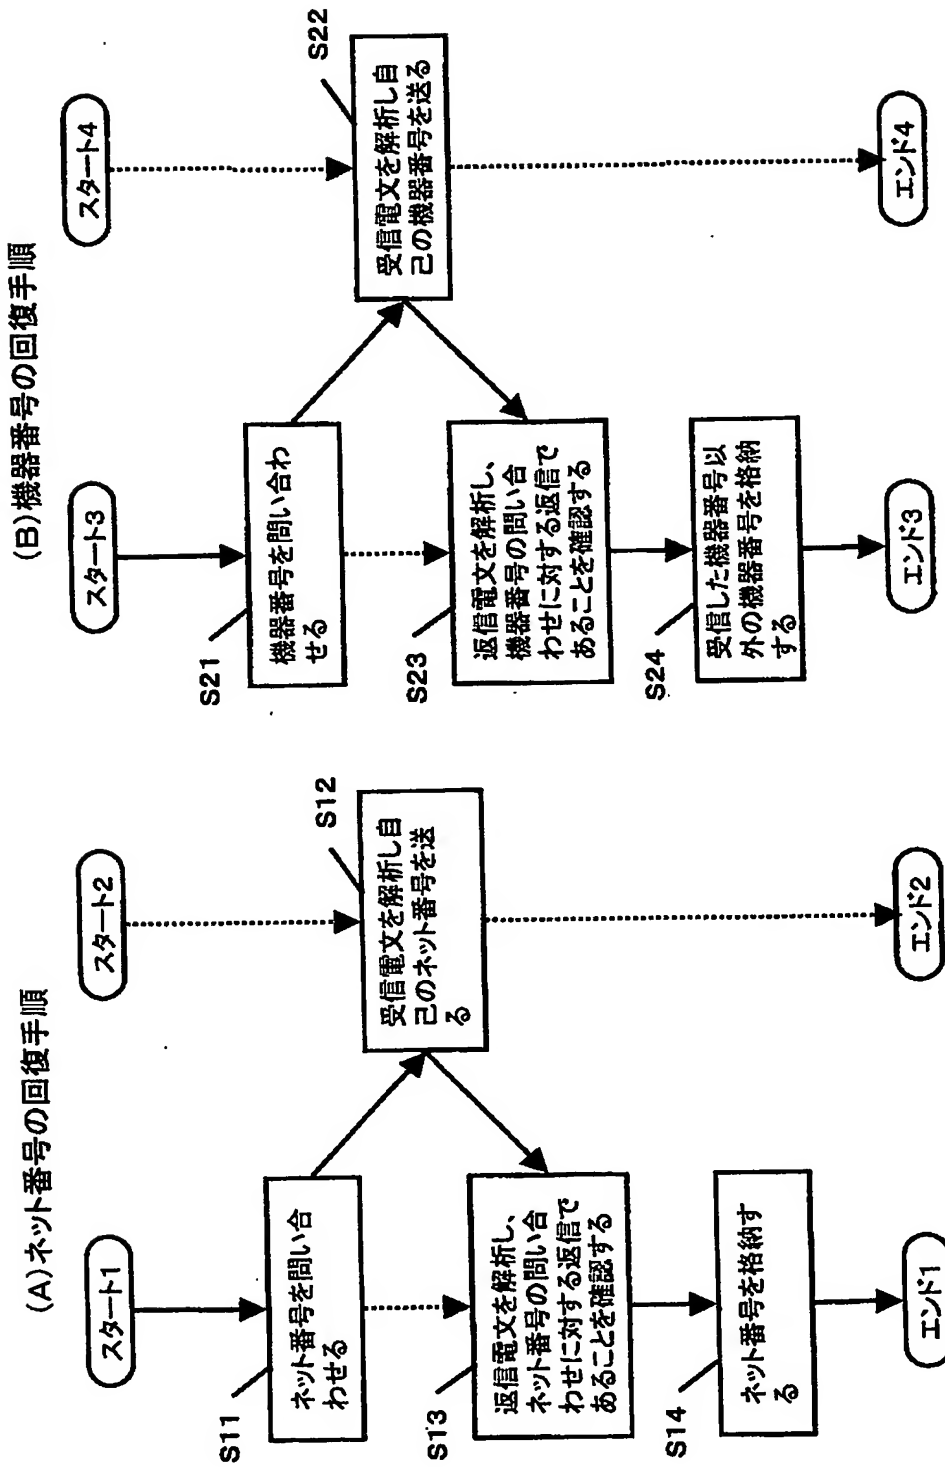 (A)ネット番号の回復手順
スタート1
スタート2
S11
ネット番号を問い合
わせる
S12
受信電文を解析し自
己のネット番号を送
る
S13
返信電文を解析し、
ネット番号の問い合
わせに対する返信で
あることを確認する
S14
ネット番号を格納す
る
エンド1
エンド2
(B)機器番号の回復手順
スタート3
スタート4
S21
機器番号を問い合わ
せる
S22
受信電文を解析し自
己の機器番号を送る
S23
返信電文を解析し、
機器番号の問い合
わせに対する返信で
あることを確認する
S24
受信した機器番号以
外の機器番号を格納
する
エンド3
エンド4